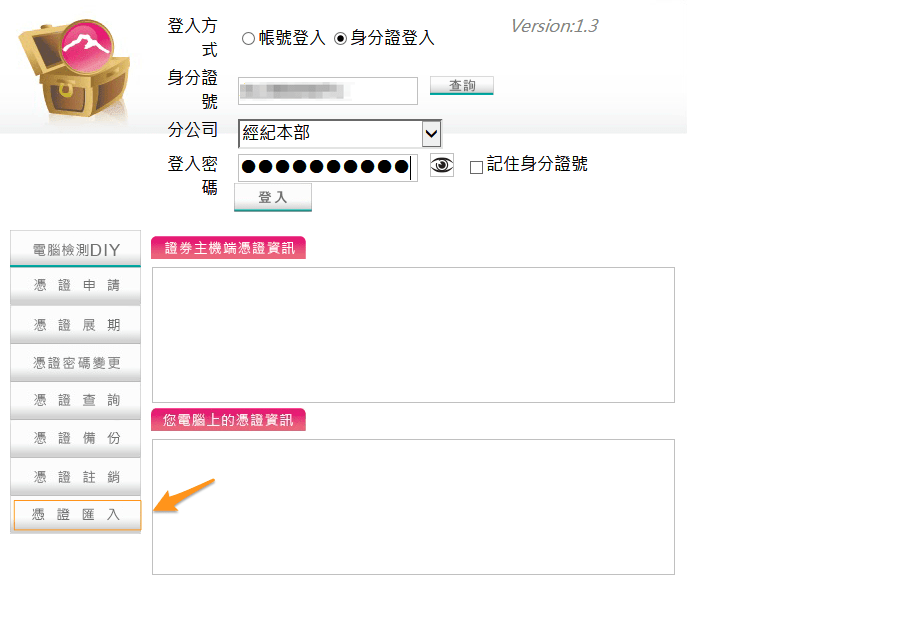 登入方式
帳號登入 身分證登入
Version:1.3
身分證號
查詢
分公司
經紀本部
登入密碼
●●●●●●●●●●
記住身分證號
登入
電腦檢測DIY
憑證申請
憑證展期
憑證密碼變更
憑證查詢
憑證備份
憑證註銷
憑證匯入
證券主機端憑證資訊
您電腦上的憑證資訊